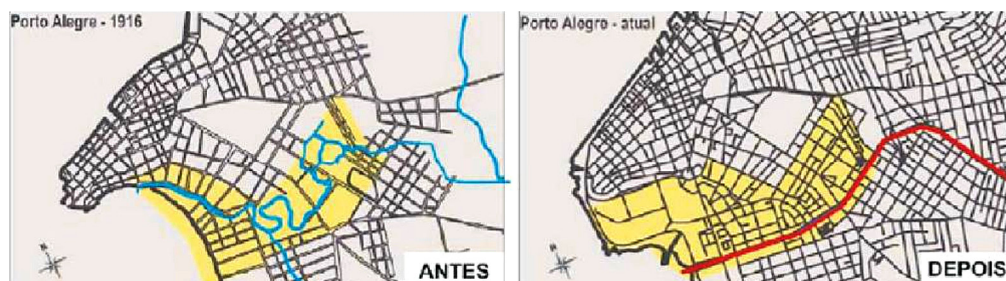 Porto Alegre - 1916
ANTES
Porto Alegre - atual
DEPOIS